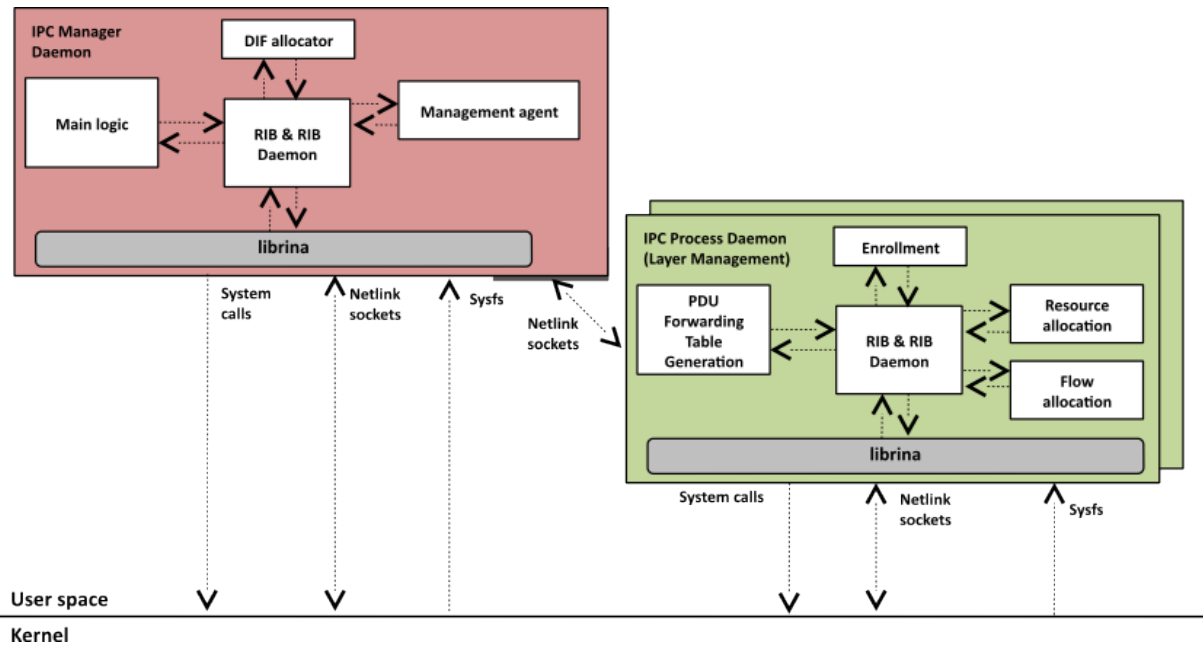 IPC Manager
Daemon
DIF allocator
Main logic
RIB & RIB
Daemon
Management agent
librina
System
calls
Netlink
sockets
Sysfs
Netlink
sockets
IPC Process Daemon
(Layer Management)
Enrollment
PDU
Forwarding
Table
Generation
RIB & RIB
Daemon
Resource
allocation
Flow
allocation
librina
System calls
Netlink
sockets
Sysfs
User space
Kernel